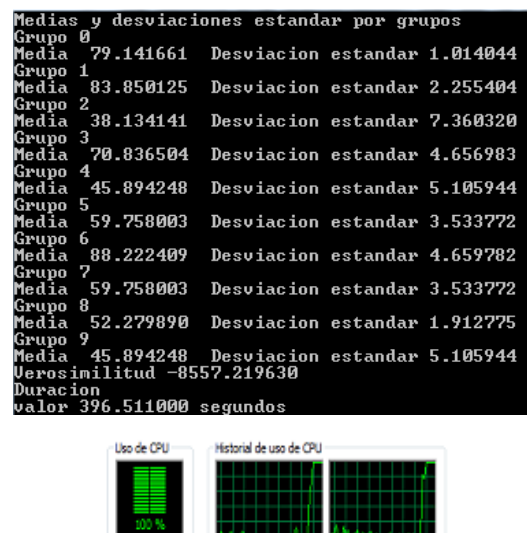 Medias y desviaciones estandar por grupos
Grupo 0
Media 79.141661 Desviacion estandar 1.014044
Grupo 1
Media 83.850125 Desviacion estandar 2.255404
Grupo 2
Media 38.134141 Desviacion estandar 7.360320
Grupo 3
Media 70.836504 Desviacion estandar 4.656983
Grupo 4
Media 45.894248 Desviacion estandar 5.105944
Grupo 5
Media 59.758003 Desviacion estandar 3.533772
Grupo 6
Media 88.222409 Desviacion estandar 4.659782
Grupo 7
Media 59.758003 Desviacion estandar 3.533772
Grupo 8
Media 52.279890 Desviacion estandar 1.912775
Grupo 9
Media 45.894248 Desviacion estandar 5.105944
Verosimilitud -8557.219630
Duracion
valor 396.511000 segundos
Uso de CPU Historial de uso de CPU
100 %